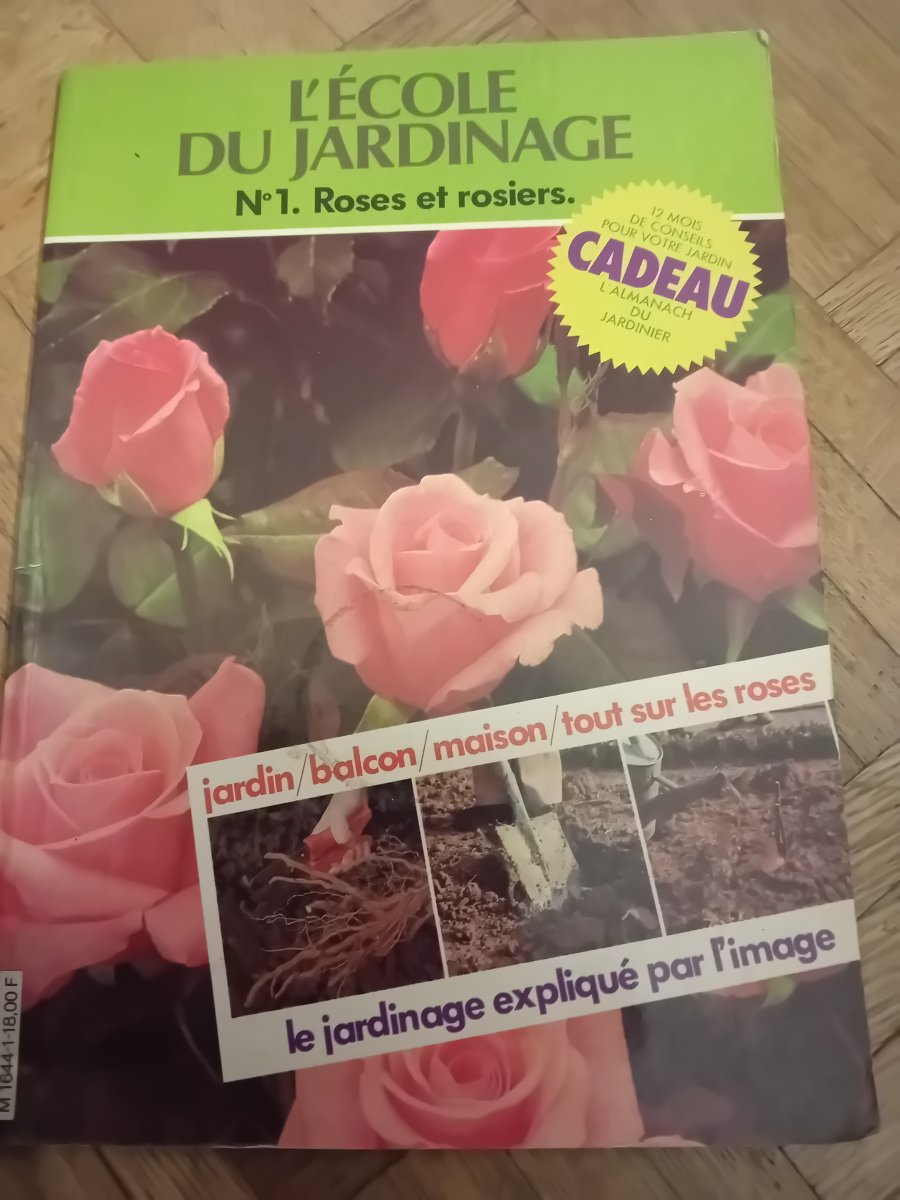 L'ÉCOLE
DU JARDINAGE
N°1. Roses et rosiers.
12 MOIS
DE CONSEILS
POUR VOTRE JARDIN
CADEAU
L'ALMANACH
DU
JARDINIER
jardin/balcon/maison/tout sur les roses
le jardinage expliqué par l'image
M 1644-1-18,00 F